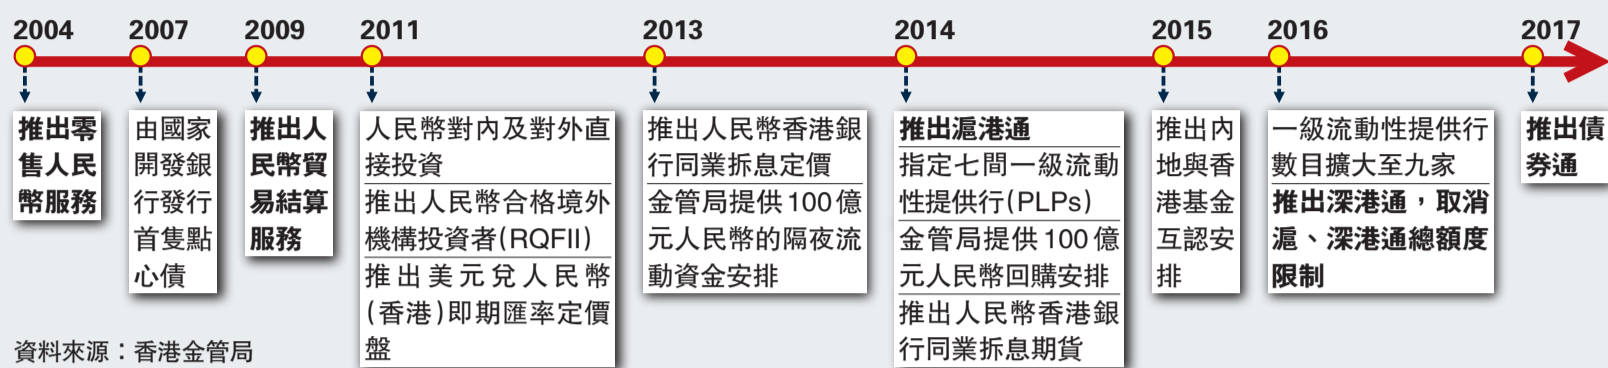 2004
推出零
售人民
幣服務
2007
由國家
開發銀
行發行
首隻點
心債
2009
推出人
民幣貿
易結算
服務
2011
人民幣對內及對外直
接投資
推出人民幣合格境外
機構投資者(RQFII)
推出美元兌人民幣
(香港)即期匯率定價
盤
2013
推出人民幣香港銀
行同業拆息定價
金管局提供100億
元人民幣的隔夜流
動資金安排
2014
推出滬港通
指定七間一級流動
性提供行(PLPs)
金管局提供100億
元人民幣回購安排
推出人民幣香港銀
行同業拆息期貨
2015
推出內
地與香
港基金
互認安
排
2016
一級流動性提供行
數目擴大至九家
推出深港通，取消
滬、深港通總額度
限制
2017
推出債
券通
資料來源：香港金管局